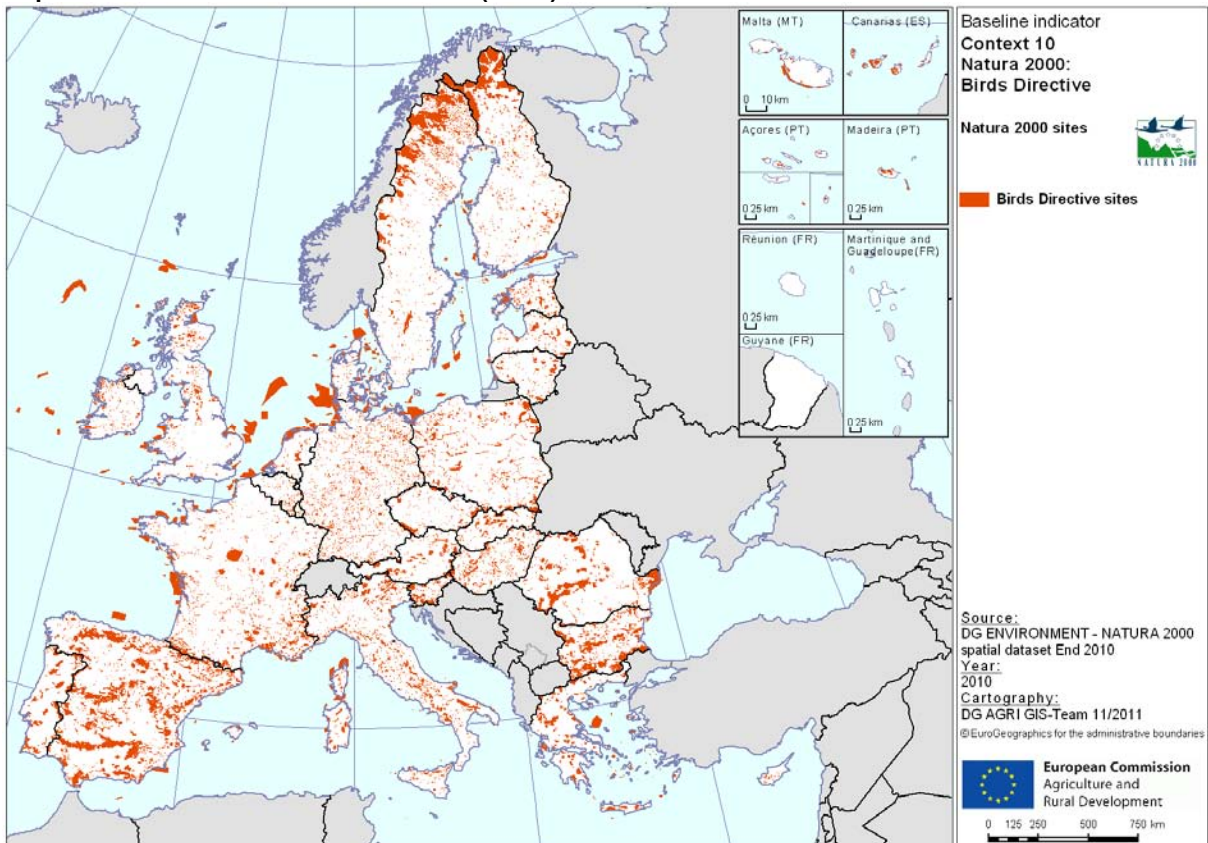 Malta (MT)
0 10 km
Canarias (ES)
Açores (PT)
0 25 km
Madeira (PT)
0 25 km
Réunion (FR)
0 25 km
Martinique and
Guadeloupe(FR)
0 25 km
Guyane (FR)
Baseline indicator
Context 10
Natura 2000:
Birds Directive
Natura 2000 sites
NATURA 2000
Birds Directive sites
Source:
DG ENVIRONMENT - NATURA 2000
spatial dataset End 2010
Year:
2010
Cartography:
DG AGRI GIS-Team 11/2011
©EuroGeographics for the administrative boundaries
European Commission
Agriculture and
Rural Development
0 125 250 500 750 km